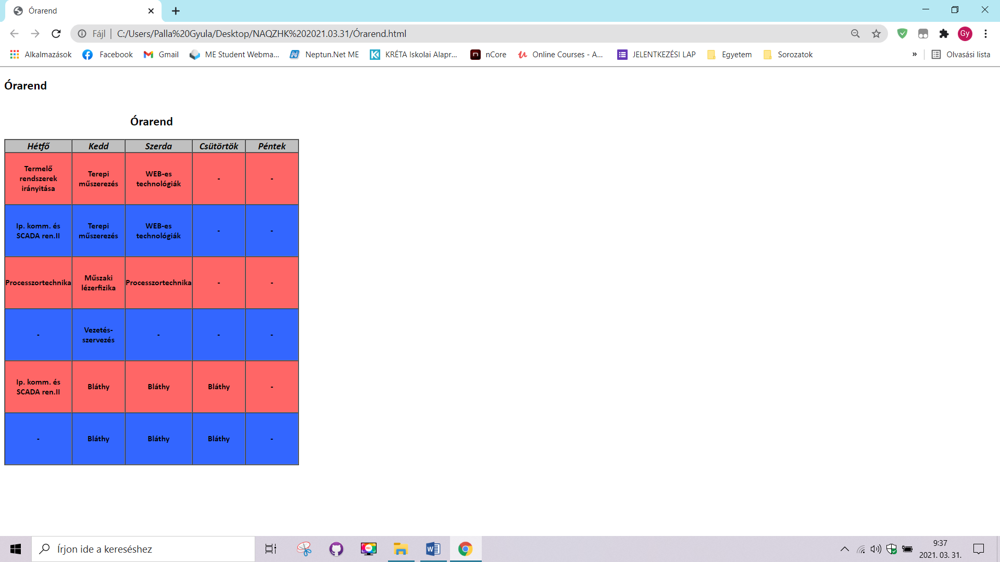 Órarend
Fájl | C:/Users/Palla%20Gyula/Desktop/NAQZHK%202021.03.31/Órarend.html
Gy
Alkalmazások Facebook Gmail ME Student Webma... Neptun.Net ME KRÉTA Iskolai Alapr... nCore Online Courses - A... JELENTKEZÉSI LAP Egyetem Sorozatok » Olvasási lista
Órarend
Órarend
Hétfő Kedd Szerda Csütörtök Péntek
Termelő rendszerek irányitása Terepi műszerezés WEB-es technológiák - -
Ip. komm. és SCADA ren.II Terepi műszerezés WEB-es technológiák - -
Processzortechnika Műszaki lézerfizika Processzortechnika - -
- Vezetés-szervezés - - -
Ip. komm. és SCADA ren.II Bláthy Bláthy Bláthy -
- Bláthy Bláthy Bláthy -
Írjon ide a kereséshez
REC
9:37
2021. 03. 31.